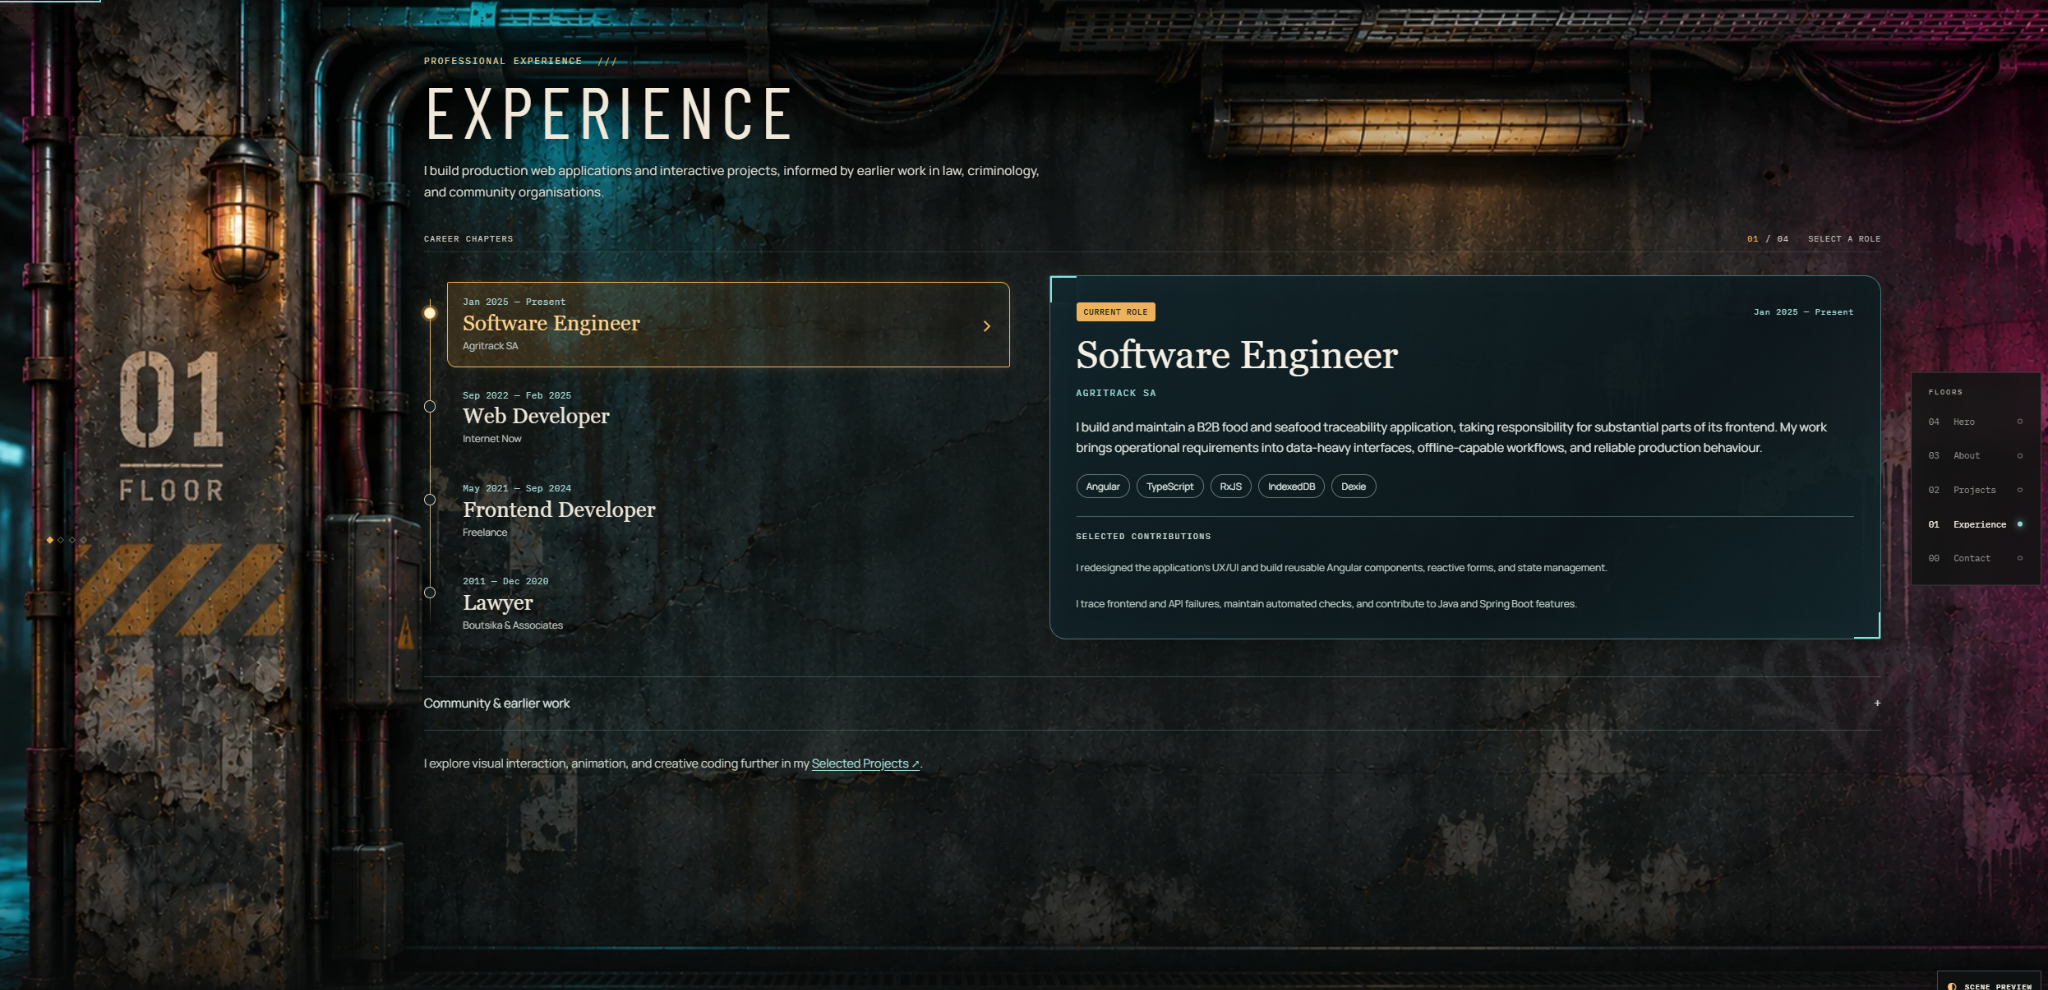 PROFESSIONAL EXPERIENCE ///
EXPERIENCE
I build production web applications and interactive projects, informed by earlier work in law, criminology,
and community organisations.
CAREER CHAPTERS
01 / 04 SELECT A ROLE
Jan 2025 — Present
Software Engineer
Agritrack SA
Sep 2022 — Feb 2025
Web Developer
Internet Now
May 2021 — Sep 2024
Frontend Developer
Freelance
2011 — Dec 2020
Lawyer
Boutsika & Associates
CURRENT ROLE
Jan 2025 — Present
Software Engineer
AGRITRACK SA
I build and maintain a B2B food and seafood traceability application, taking responsibility for substantial parts of its frontend. My work
brings operational requirements into data-heavy interfaces, offline-capable workflows, and reliable production behaviour.
Angular
TypeScript
RxJS
IndexedDB
Dexie
SELECTED CONTRIBUTIONS
I redesigned the application's UX/UI and build reusable Angular components, reactive forms, and state management.
I trace frontend and API failures, maintain automated checks, and contribute to Java and Spring Boot features.
Community & earlier work
+
I explore visual interaction, animation, and creative coding further in my Selected Projects ↗.
01
FLOOR
FLOORS
04 Hero
03 About
02 Projects
01 Experience
00 Contact
SCENE PREVIEW